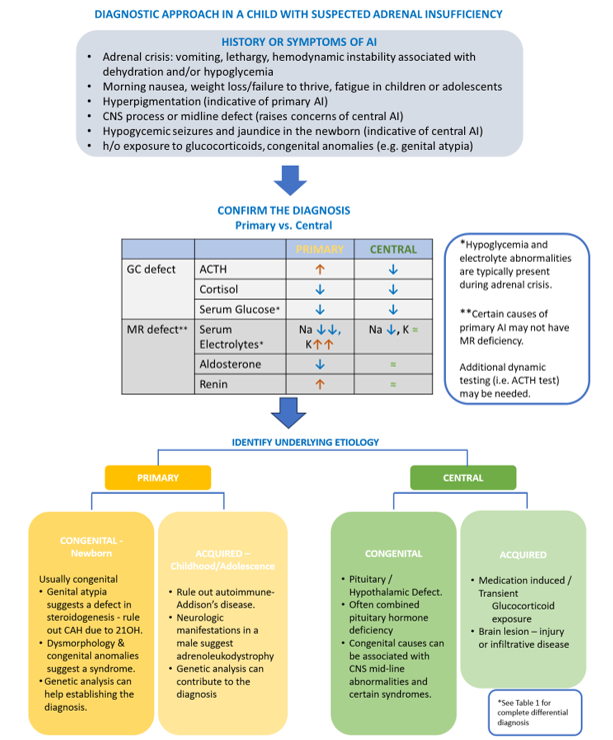 DIAGNOSTIC APPROACH IN A CHILD WITH SUSPECTED ADRENAL INSUFFICIENCY
HISTORY OR SYMPTOMS OF AI
• Adrenal crisis: vomiting, lethargy, hemodynamic instability associated with
dehydration and/or hypoglycemia
• Morning nausea, weight loss/failure to thrive, fatigue in children or adolescents
• Hyperpigmentation (indicative of primary AI)
• CNS process or midline defect (raises concerns of central AI)
• Hypogycemic seizures and jaundice in the newborn (indicative of central AI)
• h/o exposure to glucocorticoids, congenital anomalies (e.g. genital atypia)
CONFIRM THE DIAGNOSIS
Primary vs. Central
PRIMARY CENTRAL
GC defect ACTH ↑ ↓
Cortisol ↓ ↓
Serum Glucose* ↓ ↓
MR defect** Serum Na ↓↓, Na ↓, K ≈
Electrolytes* K↑↑
Aldosterone ↓ ≈
Renin ↑ ≈
*Hypoglycemia and
electrolyte abnormalities
are typically present
during adrenal crisis.
**Certain causes of
primary AI may not have
MR deficiency.
Additional dynamic
testing (i.e. ACTH test)
may be needed.
IDENTIFY UNDERLYING ETIOLOGY
PRIMARY
CENTRAL
CONGENITAL -
Newborn
Usually congenital
• Genital atypia
suggests a defect in
steroidogenesis - rule
out CAH due to 21OH.
• Dysmorphology &
congenital anomalies
suggest a syndrome.
• Genetic analysis can
help establishing the
diagnosis.
ACQUIRED –
Childhood/Adolescence
• Rule out autoimmune-
Addison's disease.
• Neurologic
manifestations in a
male suggest
adrenoleukodystrophy
• Genetic analysis can
contribute to the
diagnosis
CONGENITAL
• Pituitary /
Hypothalamic Defect.
• Often combined
pituitary hormone
deficiency
• Congenital causes can
be associated with
CNS mid-line
abnormalities and
certain syndromes.
ACQUIRED
• Medication induced /
Transient
Glucocorticoid
exposure
• Brain lesion – injury
or infiltrative disease
*See Table 1 for
complete differential
diagnosis